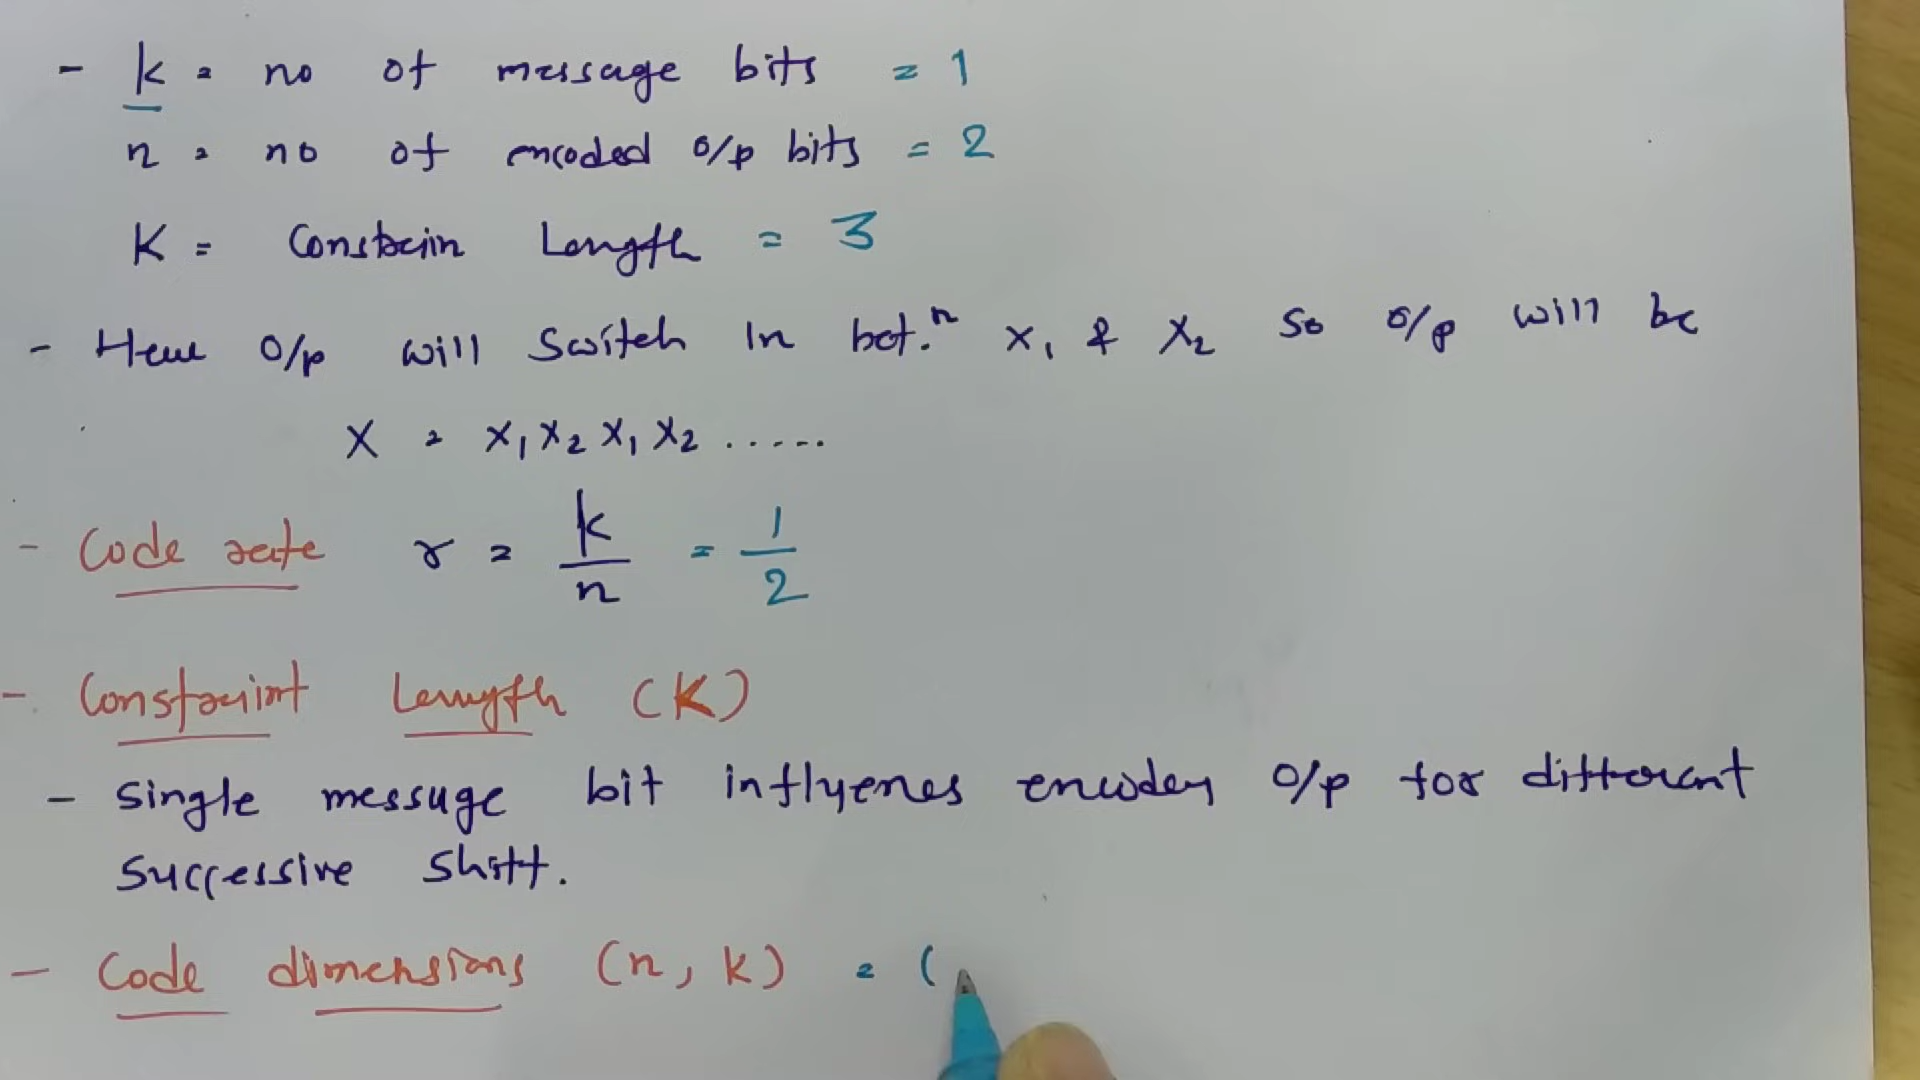 - k = no of message bits = 1
n = no of encoded o/p bits = 2
K = Constrain Length = 3
- Here o/p will switch in bet.ⁿ x₁ & x₂ so o/p will be
X = x₁ x₂ x₁ x₂ .....
- Code rate r = k/n = 1/2
- Constraint Length (K)
- Single message bit influenes encoder o/p for different
successive shift.
- Code dimensions (n, k) = (